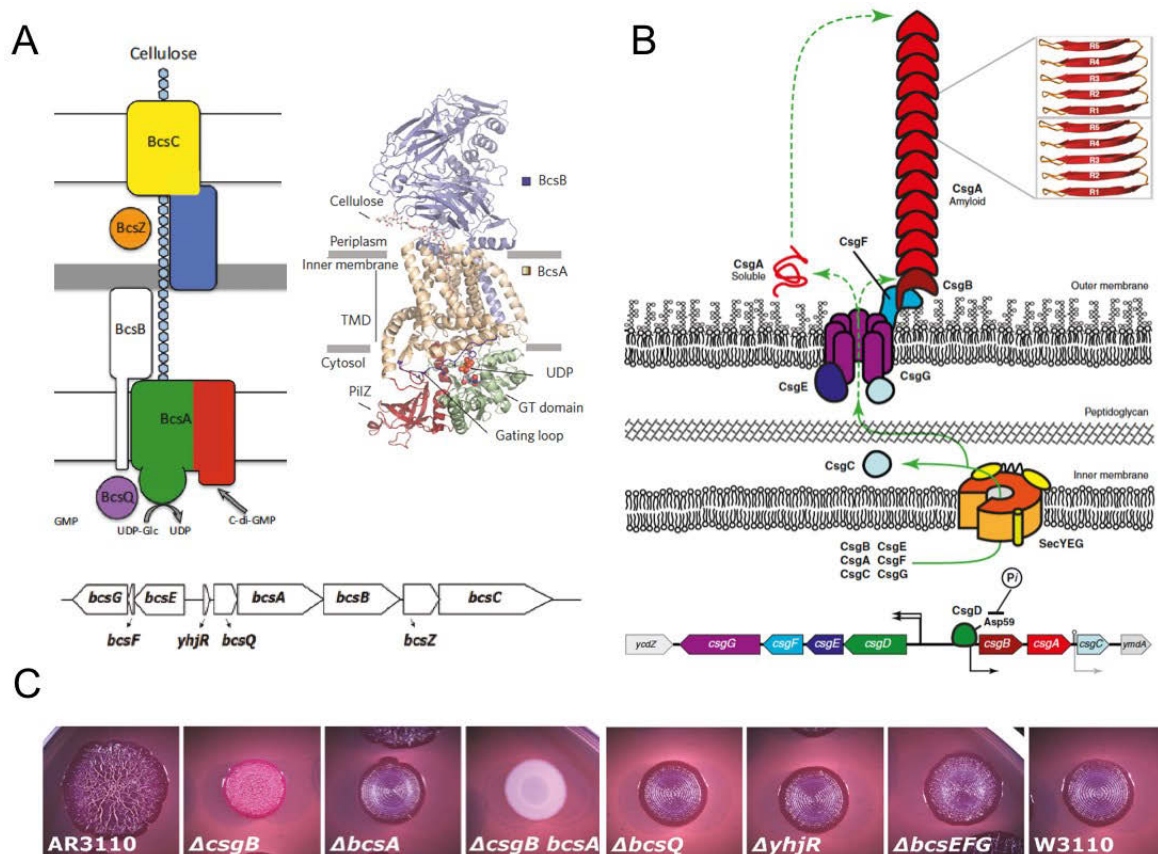 A
Cellulose
BcsC
BcsZ
BcsB
BcsA
BcsQ
GMP
UDP-Glc
UDP
C-di-GMP
BcsB
Cellulose
Periplasm
Inner membrane
BcsA
TMD
Cytosol
UDP
PilZ
GT domain
Gating loop
bcsG
bcsE
bcsA
bcsB
bcsC
bcsF
yhjR
bcsQ
bcsZ
B
R5
R4
R3
R2
R1
R5
R4
R3
R2
R1
CsgA
Amyloid
CsgF
CsgA
Soluble
CsgB
Outer membrane
CsgE
CsgG
Peptidoglycan
CsgC
Inner membrane
SecYEG
CsgB CsgE
CsgA CsgF
CsgC CsgG
Pi
CsgD
Asp59
ycdZ
csgG
csgF
csgE
csgD
csgB
csgA
csgC
ymdA
C
AR3110
ΔcsgB
ΔbcsA
ΔcsgB bcsA
ΔbcsQ
ΔyhjR
ΔbcsEFG
W3110